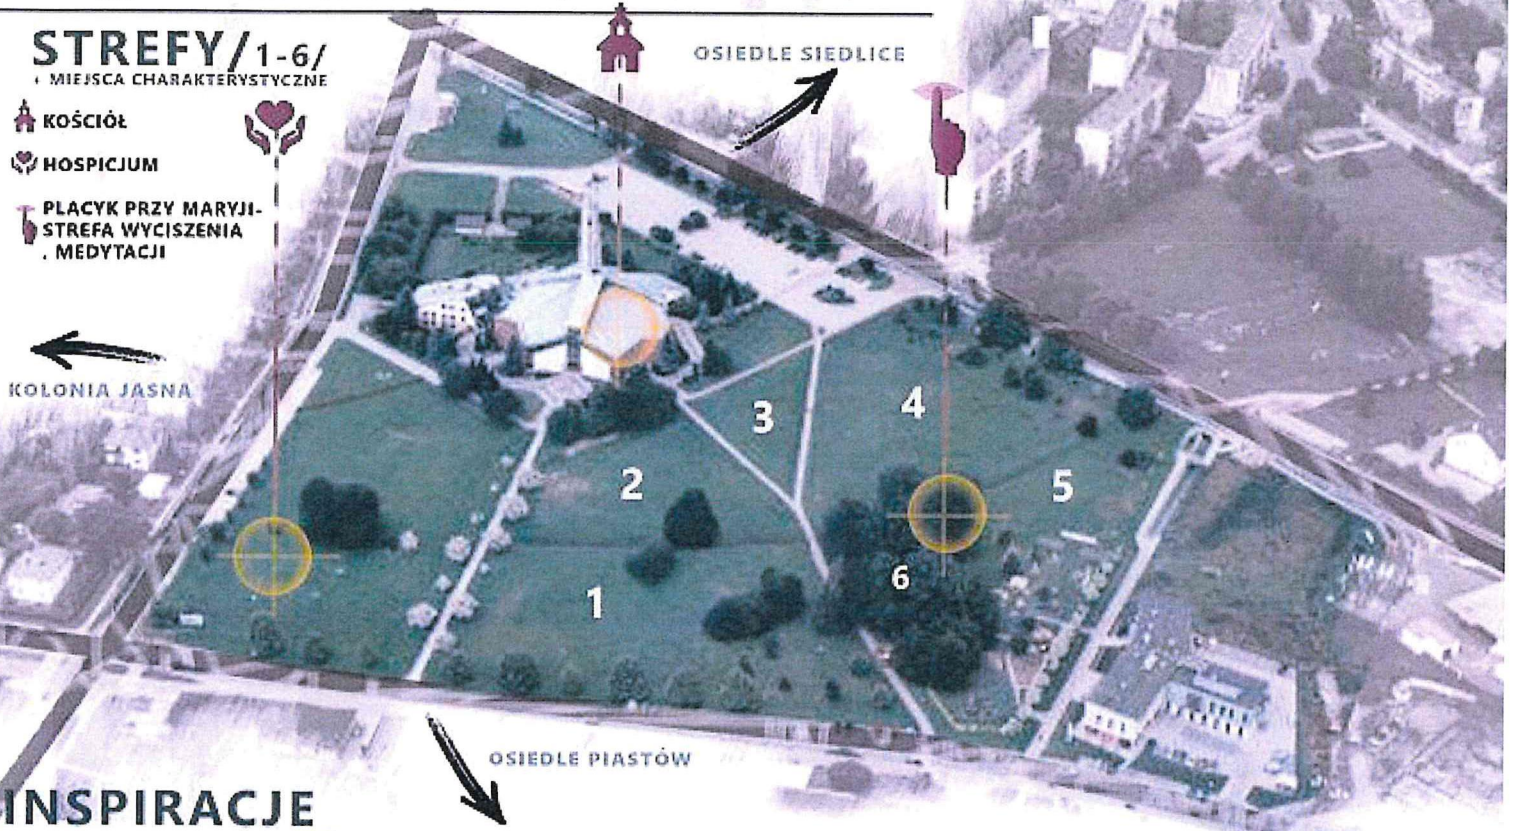 STREFY/1-6/
MIEJSCA CHARAKTERYSTYCZNE
KOŚCIÓŁ
HOSPICJUM
PLACYK PRZY MARYJI-
STREFA WYCISZENIA
. MEDYTACJI
OSIEDLE SIEDLICE
KOLONIA JASNA
3
4
2
5
6
1
OSIEDLE PIASTÓW
INSPIRACJE